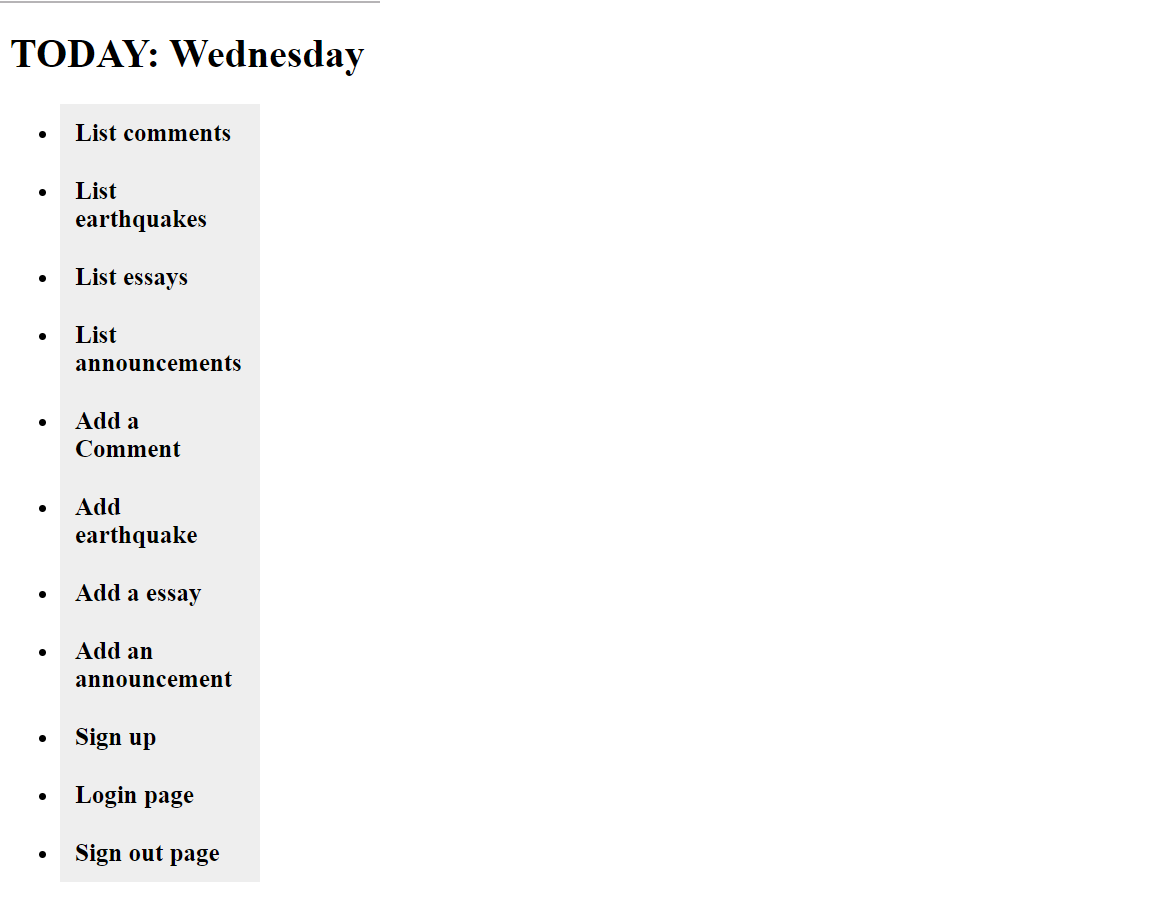 TODAY: Wednesday
List comments
List
earthquakes
List essays
List
announcements
Add a
Comment
Add
earthquake
Add a essay
Add an
announcement
Sign up
Login page
Sign out page